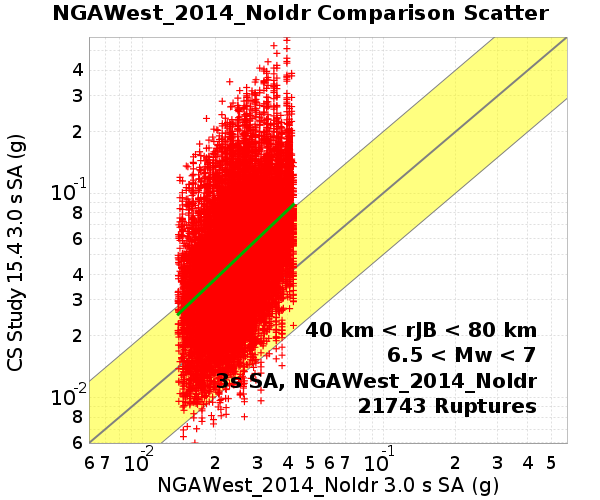 NGAWest_2014_NoIdr Comparison Scatter
CS Study 15.4 3.0 s SA (g)
4
3
2
10-1
8
6
4
3
2
10-2
8
6
40 km < rJB < 80 km
6.5 < Mw < 7
3s SA, NGAWest_2014_NoIdr
21743 Ruptures
6 7 10-2 2 3 4 5 6 7 10-1 2 3 4 5
NGAWest_2014_NoIdr 3.0 s SA (g)